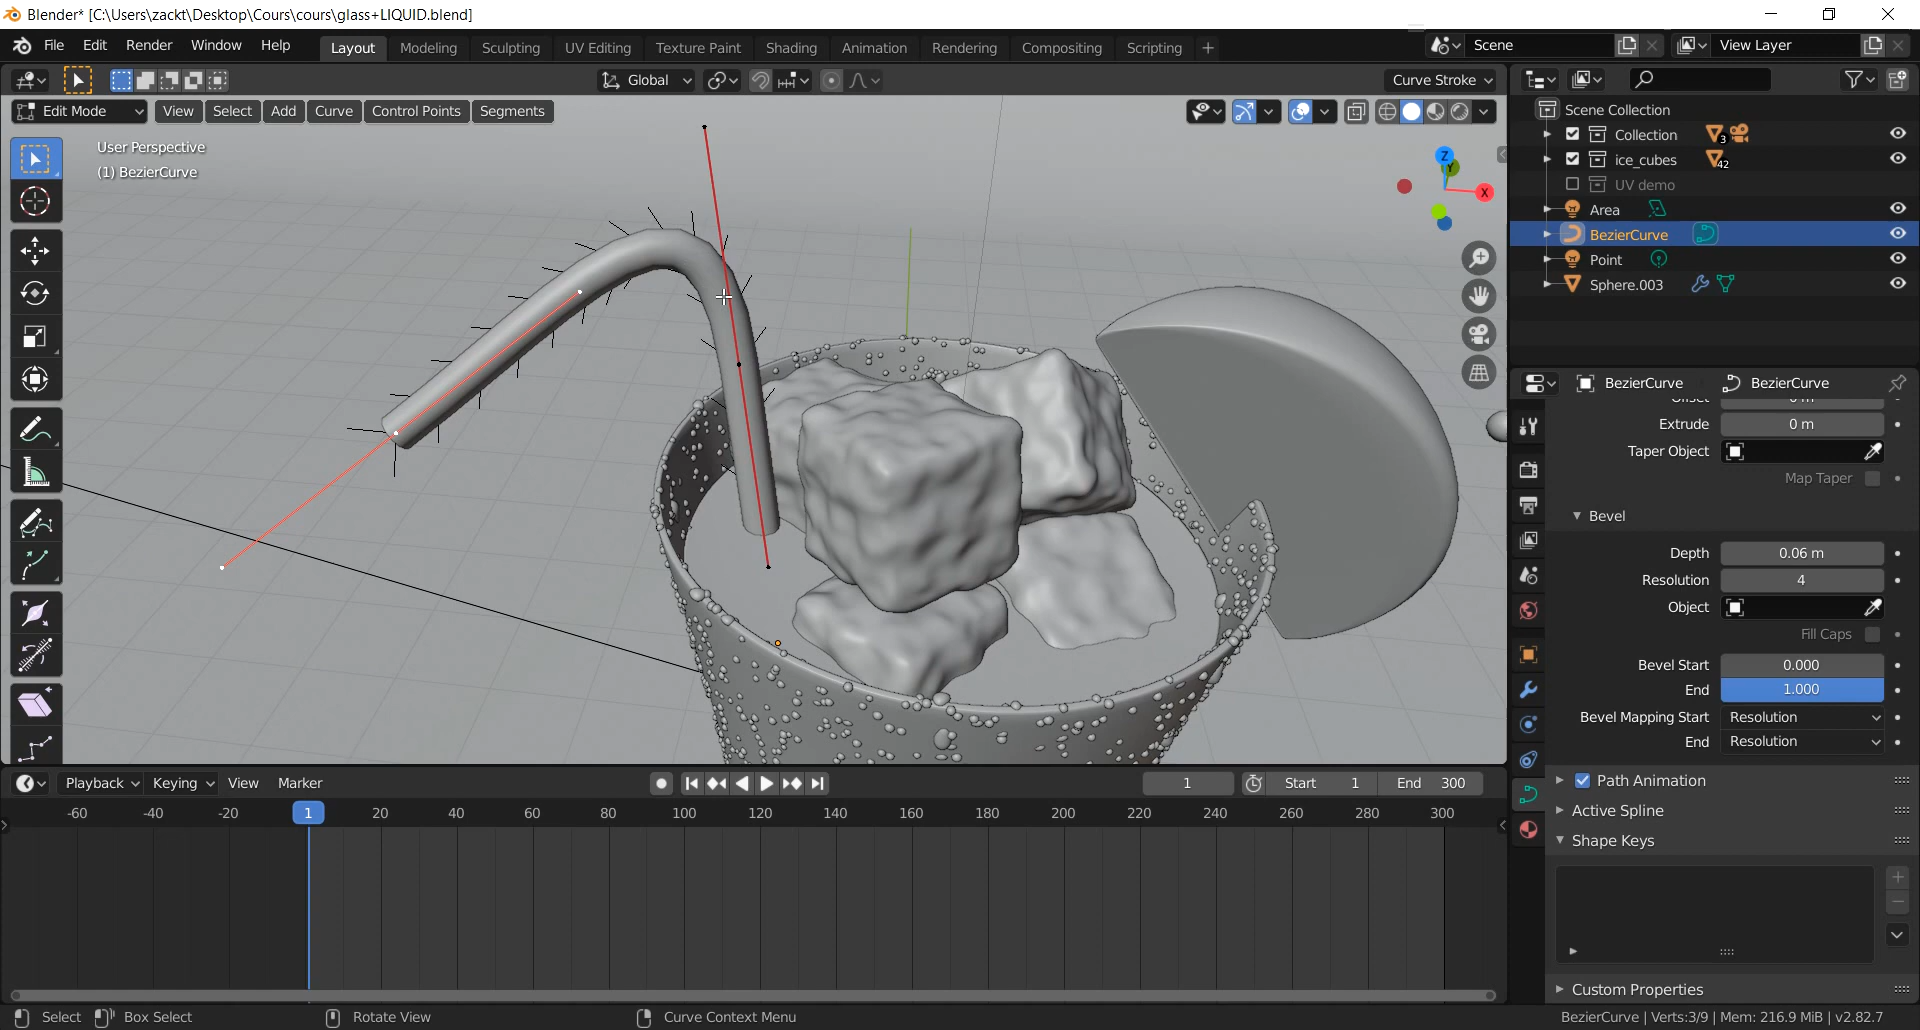 Blender* [C:\Users\zackt\Desktop\Cours\cours\glass+LIQUID.blend]
File Edit Render Window Help Layout Modeling Sculpting UV Editing Texture Paint Shading Animation Rendering Compositing Scripting + Scene View Layer
Global Curve Stroke
Edit Mode View Select Add Curve Control Points Segments
User Perspective
(1) BezierCurve
Z
Y
X
Scene Collection
Collection 3
ice_cubes 42
UV demo
Area
BezierCurve
Point
Sphere.003
BezierCurve BezierCurve
Extrude 0 m
Taper Object
Map Taper
Bevel
Depth 0.06 m
Resolution 4
Object
Fill Caps
Bevel Start 0.000
End 1.000
Bevel Mapping Start Resolution
End Resolution
Path Animation
Active Spline
Shape Keys
Custom Properties
Playback Keying View Marker 1 Start 1 End 300
-60 -40 -20 1 20 40 60 80 100 120 140 160 180 200 220 240 260 280 300
Select Box Select Rotate View Curve Context Menu BezierCurve | Verts:3/9 | Mem: 216.9 MiB | v2.82.7